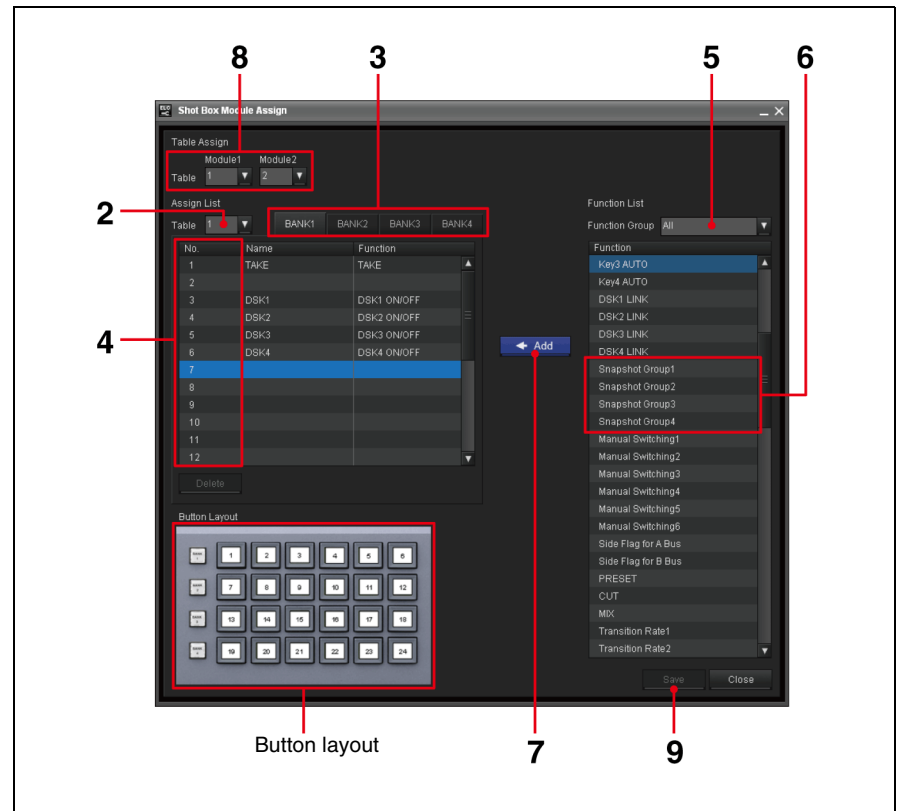 8 3 5 6
Shot Box Module Assign
Table Assign
Module1 Module2
Table 1 2
2
Assign List
Table 1 BANK1 BANK2 BANK3 BANK4
Function List
Function Group All
4
No. Name Function
1 TAKE TAKE
2
3 DSK1 DSK1 ON/OFF
4 DSK2 DSK2 ON/OFF
5 DSK3 DSK3 ON/OFF
6 DSK4 DSK4 ON/OFF
7
8
9
10
11
12
Delete
Add
Function
Key3 AUTO
Key4 AUTO
DSK1 LINK
DSK2 LINK
DSK3 LINK
DSK4 LINK
Snapshot Group1
Snapshot Group2
Snapshot Group3
Snapshot Group4
Manual Switching1
Manual Switching2
Manual Switching3
Manual Switching4
Manual Switching5
Manual Switching6
Side Flag for A Bus
Side Flag for B Bus
PRESET
CUT
MIX
Transition Rate1
Transition Rate2
Button Layout
1 2 3 4 5 6
7 8 9 10 11 12
13 14 15 16 17 18
19 20 21 22 23 24
Save Close
Button layout
7
9